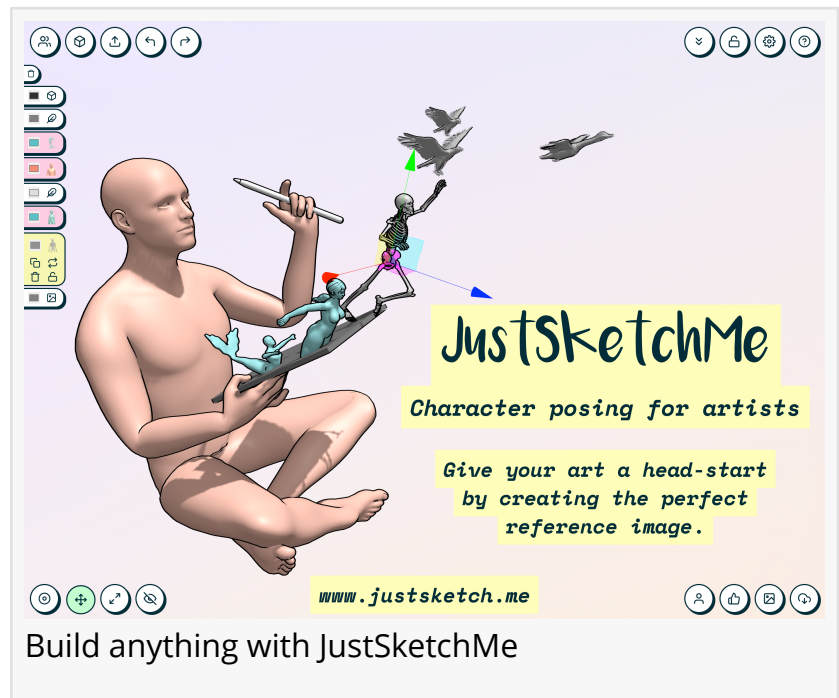 JustSketchMe
Character posing for artists
Give your art a head-start
by creating the perfect
reference image.
www.justsketch.me
Build anything with JustSketchMe